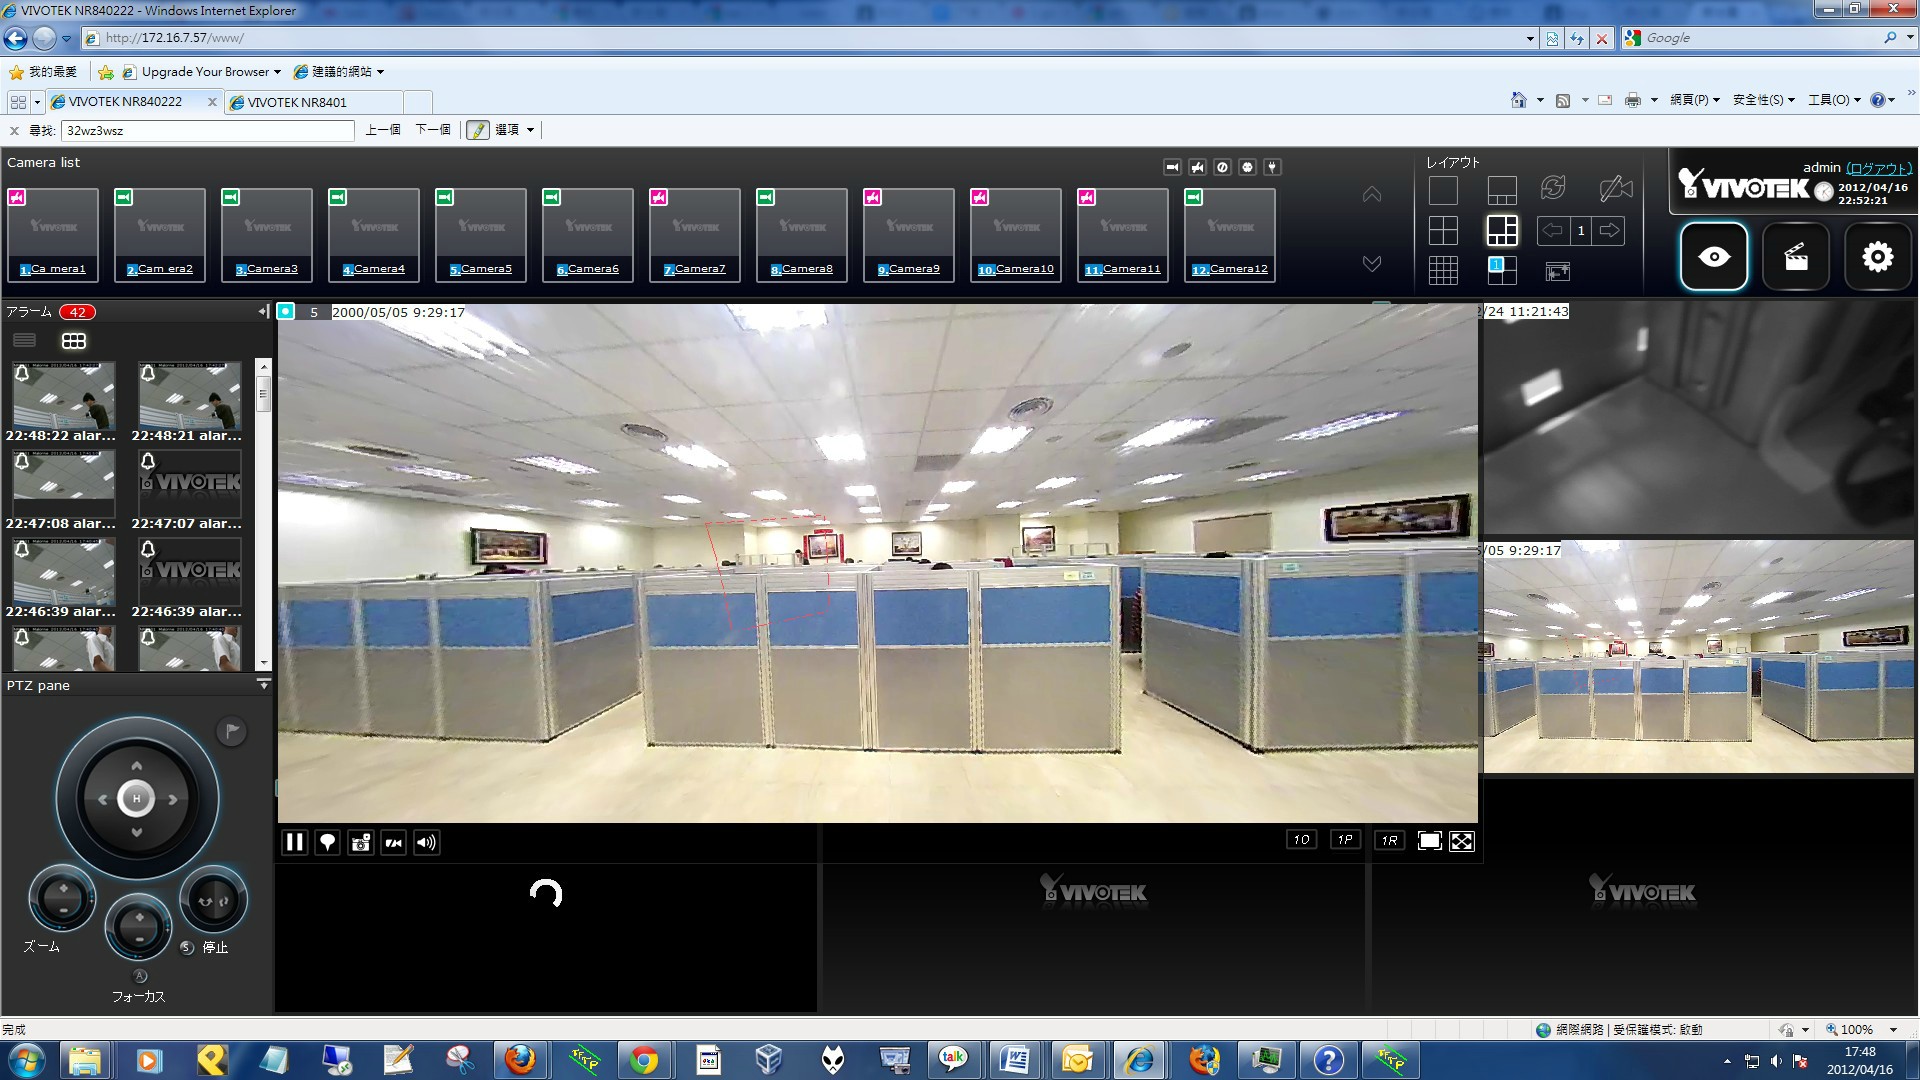 VIVOTEK NR840222 - Windows Internet Explorer
http://172.16.7.57/www/
Google
我的最愛
Upgrade Your Browser
建議的網站
VIVOTEK NR840222
VIVOTEK NR8401
網頁(P)
安全性(S)
工具(O)
尋找: 32wz3wsz
上一個
下一個
選項
Camera list
レイアウト
admin (ログアウト)
VIVOTEK
2012/04/16
22:52:21
1
1
1.Ca mera1
2.Cam era2
3.Camera3
4.Camera4
5.Camera5
6.Camera6
7.Camera7
8.Camera8
9.Camera9
10.Camera10
11.Camera11
12.Camera12
アラーム 42
5 2000/05/05 9:29:17
/24 11:21:43
22:48:22 alar...
22:48:21 alar...
VIVOTEK
22:47:08 alar...
22:47:07 alar...
VIVOTEK
22:46:39 alar...
22:46:39 alar...
/05 9:29:17
PTZ pane
H
ズーム
S 停止
A
フォーカス
1O
1P
1R
VIVOTEK
VIVOTEK
完成
網際網路 | 受保護模式: 啟動
100%
talk
17:48
2012/04/16